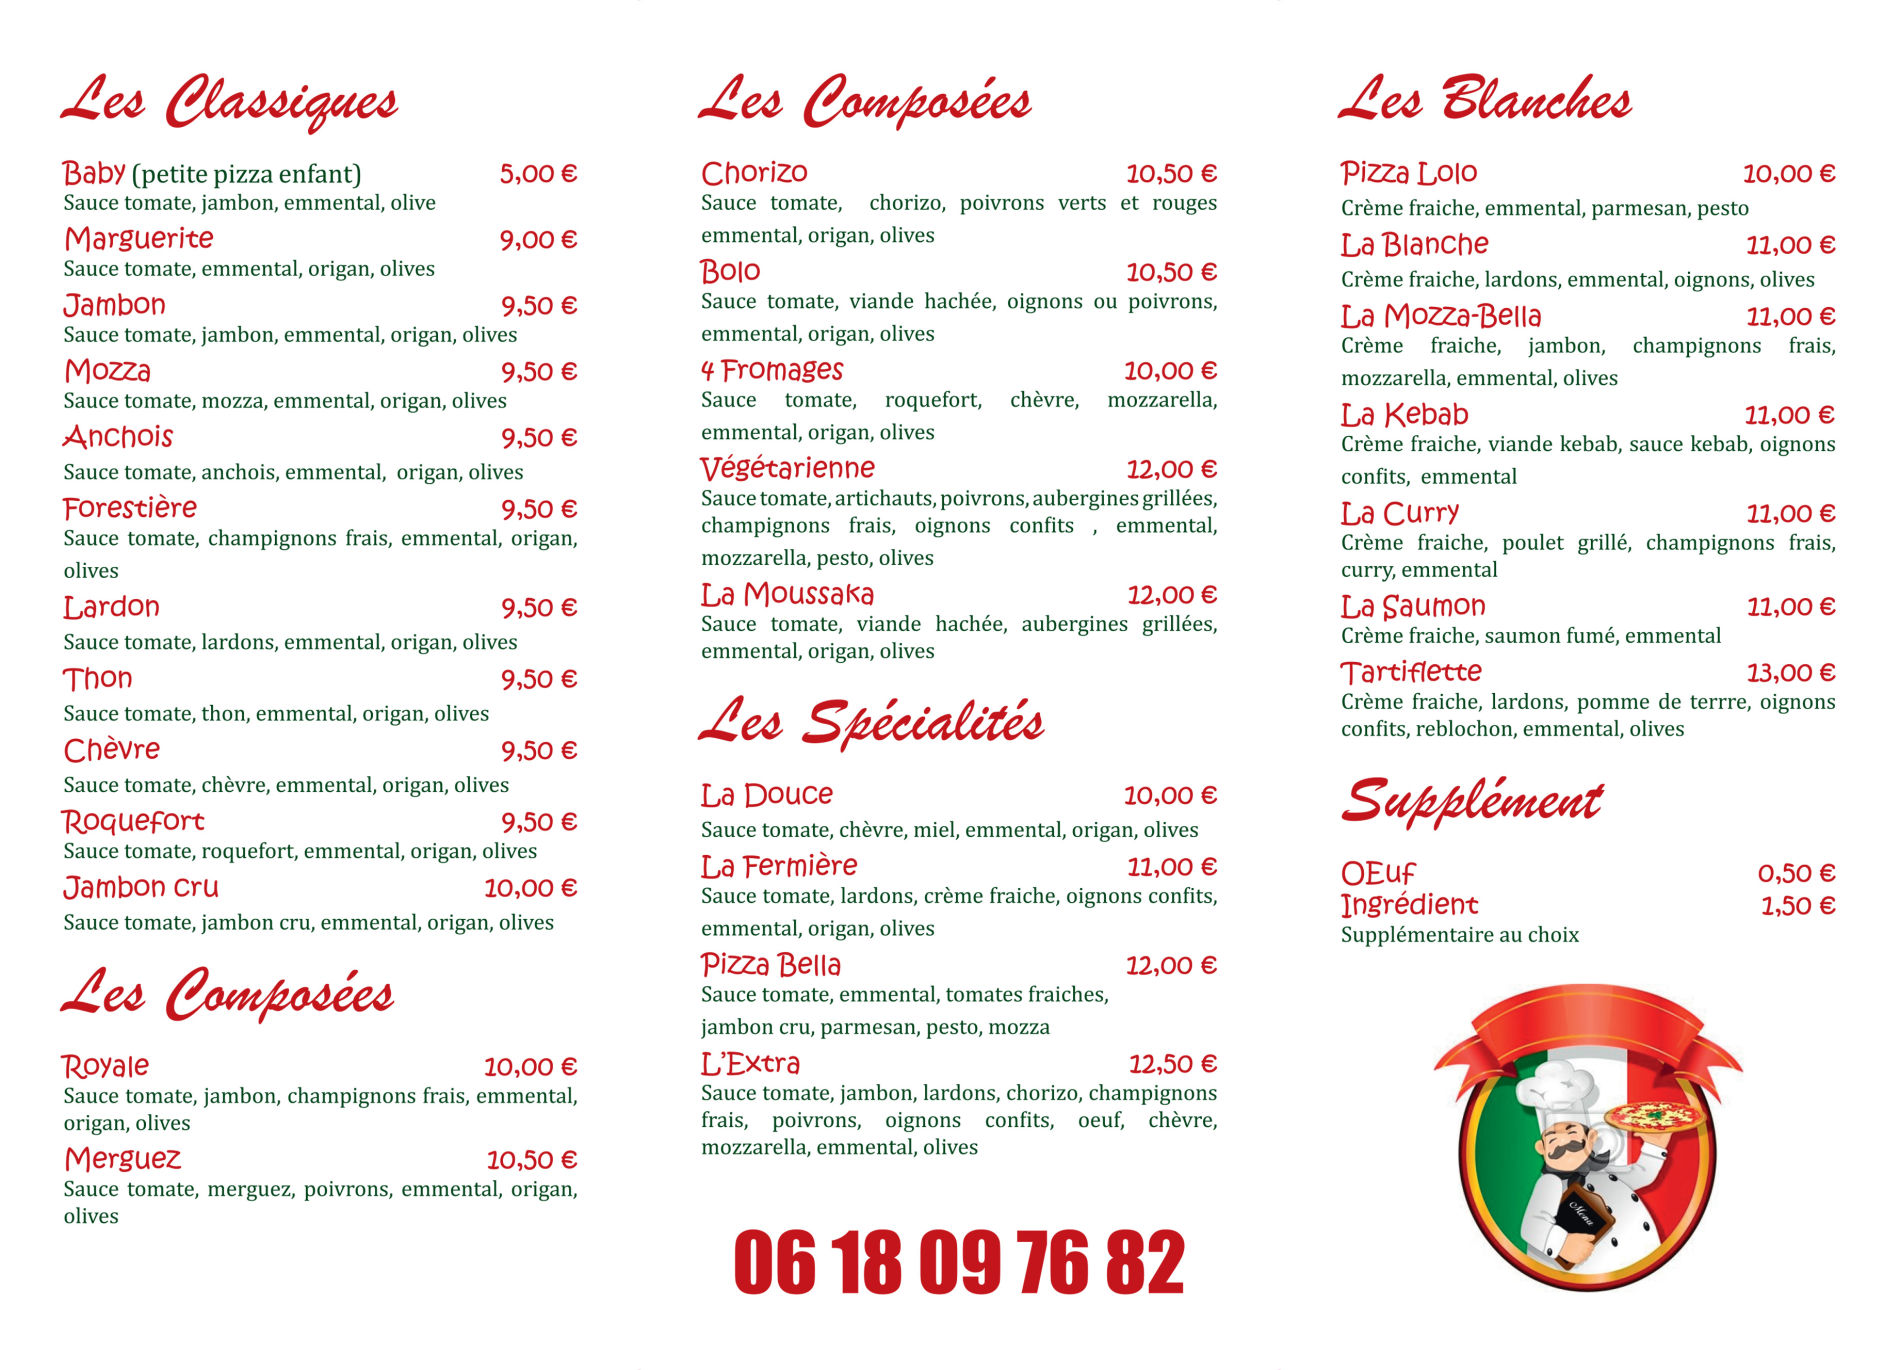 Les Classiques
Baby (petite pizza enfant) 5,00 €
Sauce tomate, jambon, emmental, olive
Marguerite 9,00 €
Sauce tomate, emmental, origan, olives
Jambon 9,50 €
Sauce tomate, jambon, emmental, origan, olives
Mozza 9,50 €
Sauce tomate, mozza, emmental, origan, olives
Anchois 9,50 €
Sauce tomate, anchois, emmental, origan, olives
Forestière 9,50 €
Sauce tomate, champignons frais, emmental, origan,
olives
Lardon 9,50 €
Sauce tomate, lardons, emmental, origan, olives
Thon 9,50 €
Sauce tomate, thon, emmental, origan, olives
Chèvre 9,50 €
Sauce tomate, chèvre, emmental, origan, olives
Roquefort 9,50 €
Sauce tomate, roquefort, emmental, origan, olives
Jambon cru 10,00 €
Sauce tomate, jambon cru, emmental, origan, olives
Les Composées
Royale 10,00 €
Sauce tomate, jambon, champignons frais, emmental,
origan, olives
Merguez 10,50 €
Sauce tomate, merguez, poivrons, emmental, origan,
olives
Les Composées
Chorizo 10,50 €
Sauce tomate, chorizo, poivrons verts et rouges
emmental, origan, olives
Bolo 10,50 €
Sauce tomate, viande hachée, oignons ou poivrons,
emmental, origan, olives
4 Fromages 10,00 €
Sauce tomate, roquefort, chèvre, mozzarella,
emmental, origan, olives
Végétarienne 12,00 €
Sauce tomate, artichauts, poivrons, aubergines grillées,
champignons frais, oignons confits , emmental,
mozzarella, pesto, olives
La Moussaka 12,00 €
Sauce tomate, viande hachée, aubergines grillées,
emmental, origan, olives
Les Spécialités
La Douce 10,00 €
Sauce tomate, chèvre, miel, emmental, origan, olives
La Fermière 11,00 €
Sauce tomate, lardons, crème fraiche, oignons confits,
emmental, origan, olives
Pizza Bella 12,00 €
Sauce tomate, emmental, tomates fraiches,
jambon cru, parmesan, pesto, mozza
L'Extra 12,50 €
Sauce tomate, jambon, lardons, chorizo, champignons
frais, poivrons, oignons confits, oeuf, chèvre,
mozzarella, emmental, olives
06 18 09 76 82
Les Blanches
Pizza Lolo 10,00 €
Crème fraiche, emmental, parmesan, pesto
La Blanche 11,00 €
Crème fraiche, lardons, emmental, oignons, olives
La Mozza-Bella 11,00 €
Crème fraiche, jambon, champignons frais,
mozzarella, emmental, olives
La Kebab 11,00 €
Crème fraiche, viande kebab, sauce kebab, oignons
confits, emmental
La Curry 11,00 €
Crème fraiche, poulet grillé, champignons frais,
curry, emmental
La Saumon 11,00 €
Crème fraiche, saumon fumé, emmental
Tartiflette 13,00 €
Crème fraiche, lardons, pomme de terrre, oignons
confits, reblochon, emmental, olives
Supplément
OEuf 0,50 €
Ingrédient 1,50 €
Supplémentaire au choix
Menu